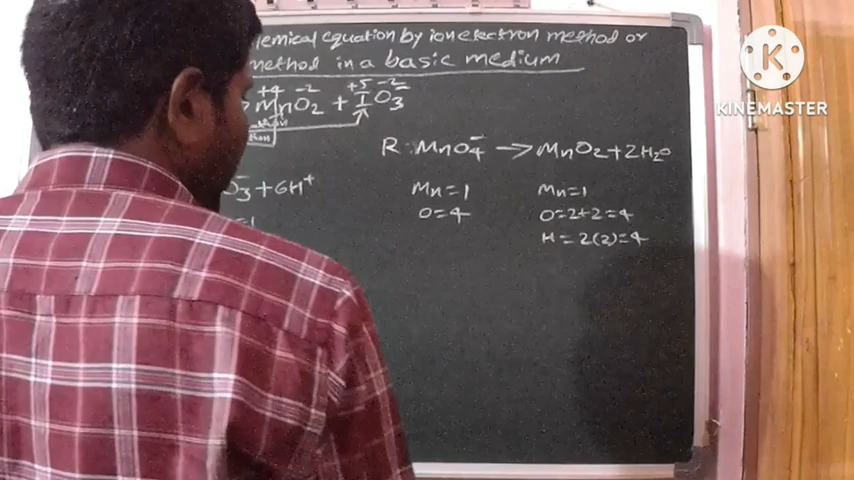 hemical equation by ion electron method or
method in a basic medium
+4 -2 +5 -2
MnO2 + IO3-
R: MnO4- → MnO2 + 2H2O
O3- + 6H+
Mn = 1 Mn = 1
O = 4 O = 2 + 2 = 4
= 1
H = 2(2) = 4
K
KINEMASTER